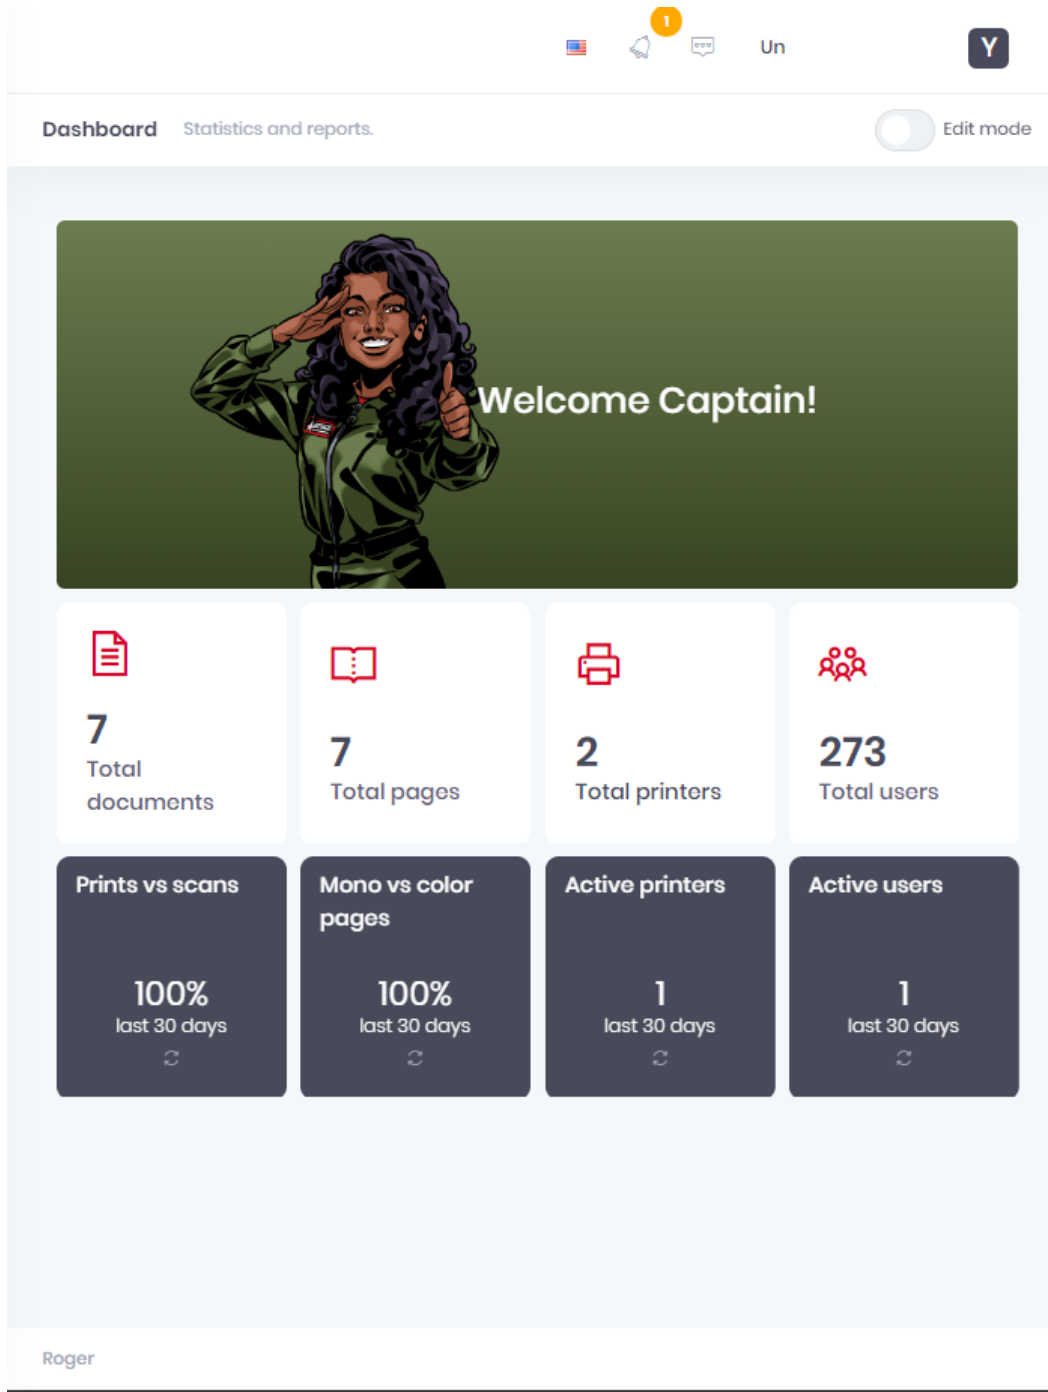 1
Un
Y
Dashboard Statistics and reports.
Edit mode
Welcome Captain!
7
Total
documents
7
Total pages
2
Total printers
273
Total users
Prints vs scans
100%
last 30 days
Mono vs color
pages
100%
last 30 days
Active printers
1
last 30 days
Active users
1
last 30 days
Roger